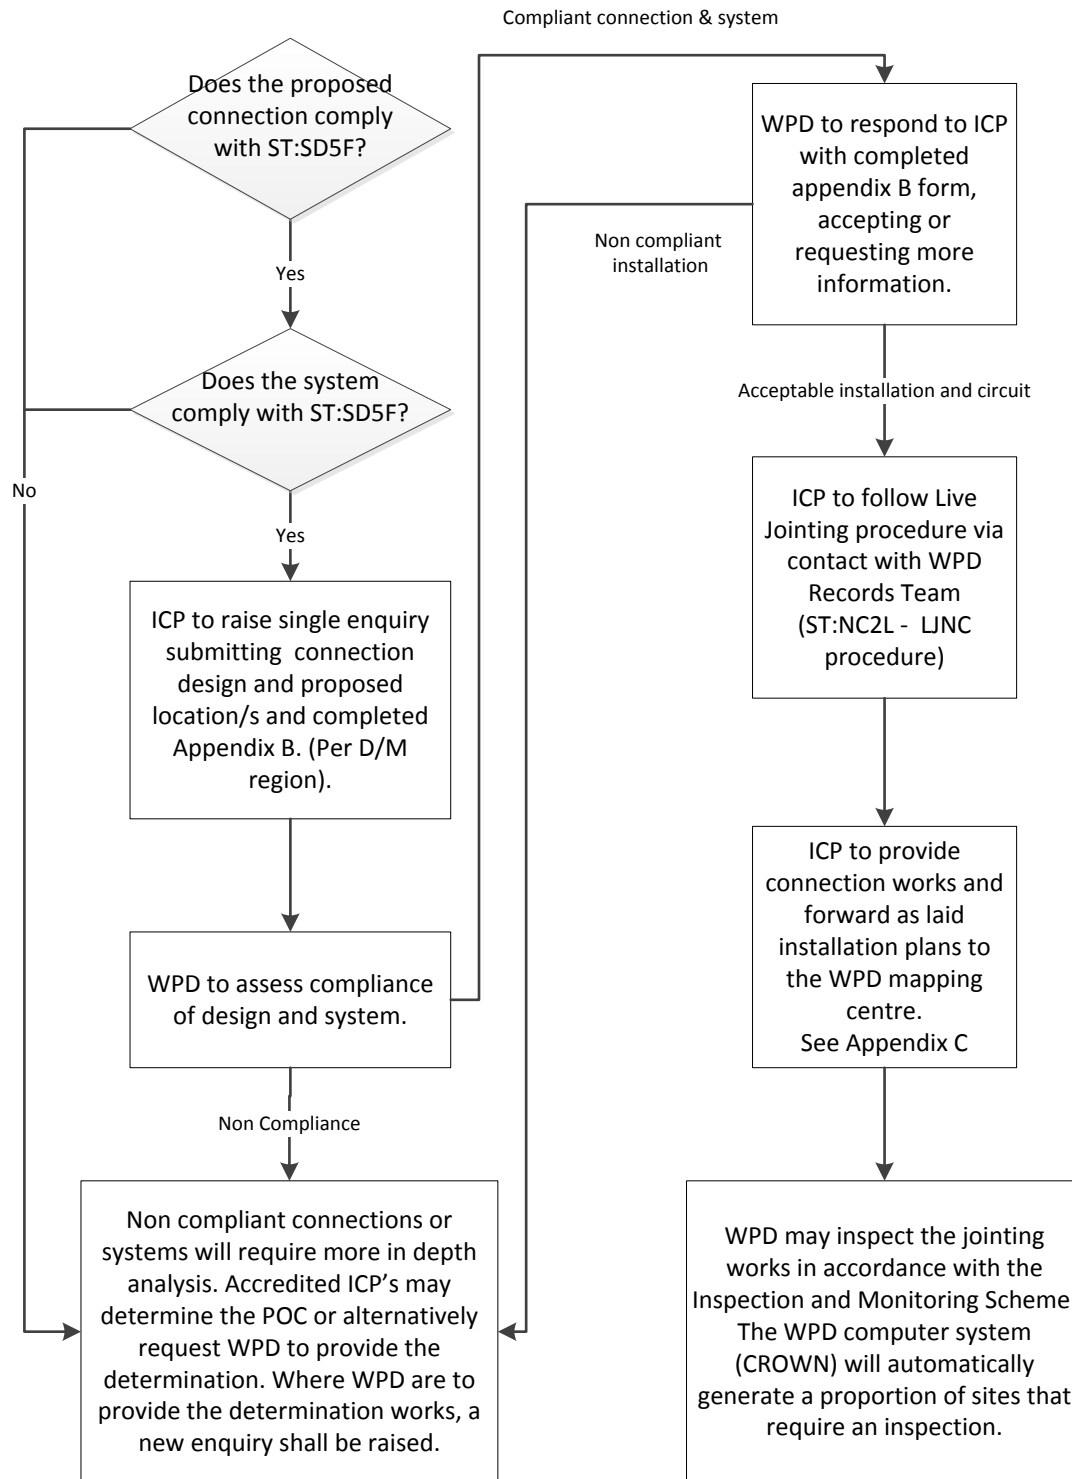 Compliant connection & system
Does the proposed
connection comply
with ST:SD5F?
Yes
Does the system
comply with ST:SD5F?
No
Yes
ICP to raise single enquiry
submitting connection
design and proposed
location/s and completed
Appendix B. (Per D/M
region).
WPD to assess compliance
of design and system.
Non Compliance
Non compliant connections or
systems will require more in depth
analysis. Accredited ICP's may
determine the POC or alternatively
request WPD to provide the
determination. Where WPD are to
provide the determination works, a
new enquiry shall be raised.
WPD to respond to ICP
with completed
appendix B form,
accepting or
requesting more
information.
Non compliant
installation
Acceptable installation and circuit
ICP to follow Live
Jointing procedure via
contact with WPD
Records Team
(ST:NC2L - LJNC
procedure)
ICP to provide
connection works and
forward as laid
installation plans to
the WPD mapping
centre.
See Appendix C
WPD may inspect the jointing
works in accordance with the
Inspection and Monitoring Scheme
The WPD computer system
(CROWN) will automatically
generate a proportion of sites that
require an inspection.